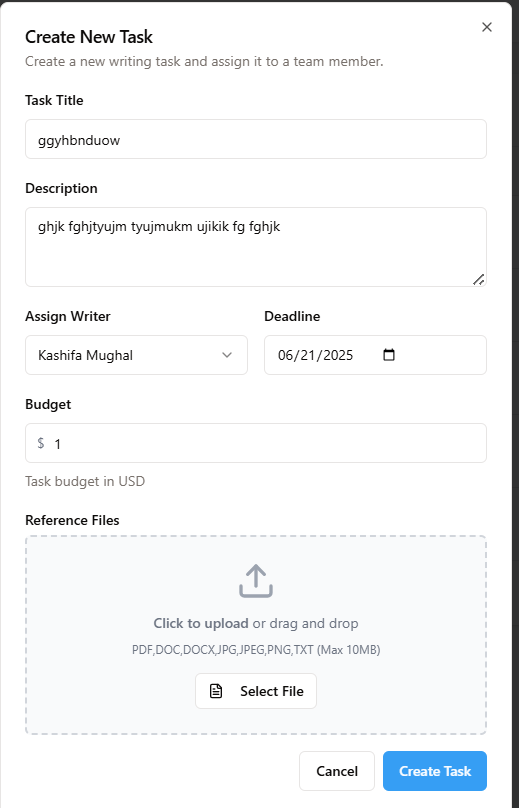 Create New Task
Create a new writing task and assign it to a team member.
Task Title
ggyhbnduow
Description
ghjk fghjtyujm tyujmukm ujikik fg fghjk
Assign Writer
Deadline
Kashifa Mughal
06/21/2025
Budget
$ 1
Task budget in USD
Reference Files
Click to upload or drag and drop
PDF,DOC,DOCX,JPG,JPEG,PNG,TXT (Max 10MB)
Select File
Cancel
Create Task